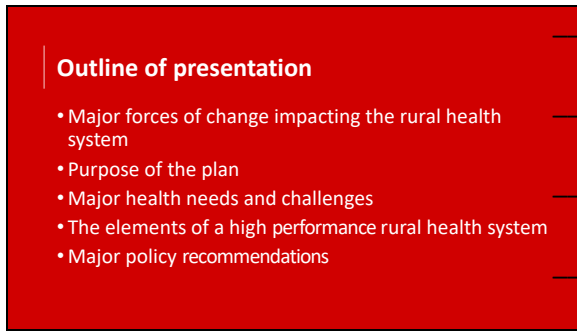 Outline of presentation
• Major forces of change impacting the rural health
system
• Purpose of the plan
• Major health needs and challenges
• The elements of a high performance rural health system
• Major policy recommendations